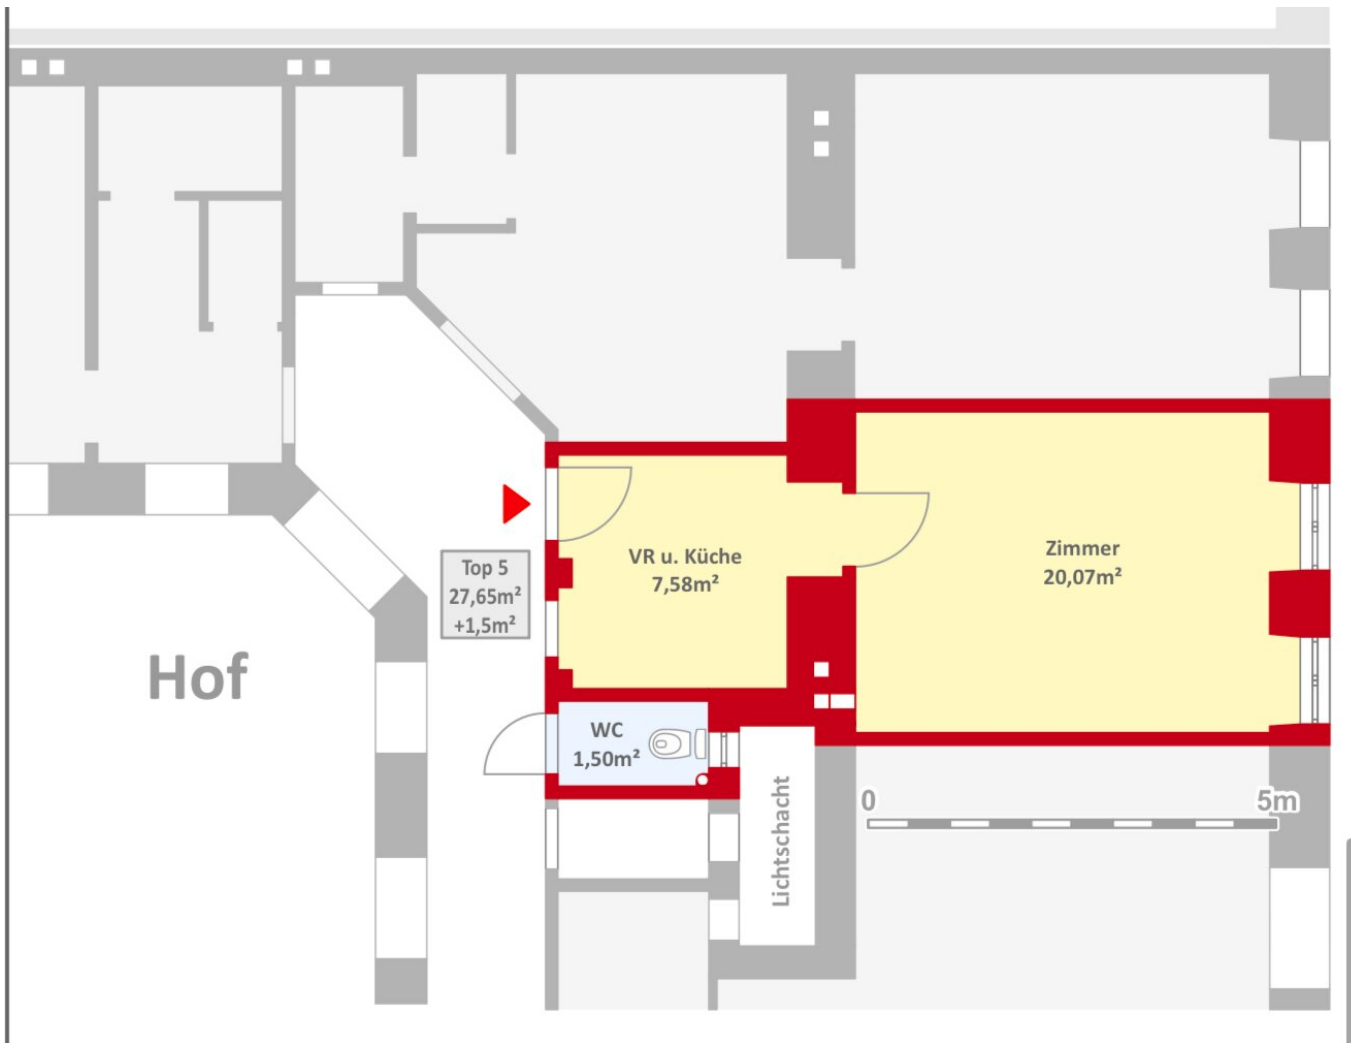 VR u. Küche
7,58m²
Zimmer
20,07m²
Top 5
27,65m²
+1,5m²
Hof
WC
1,50m²
Lichtschacht
0
5m